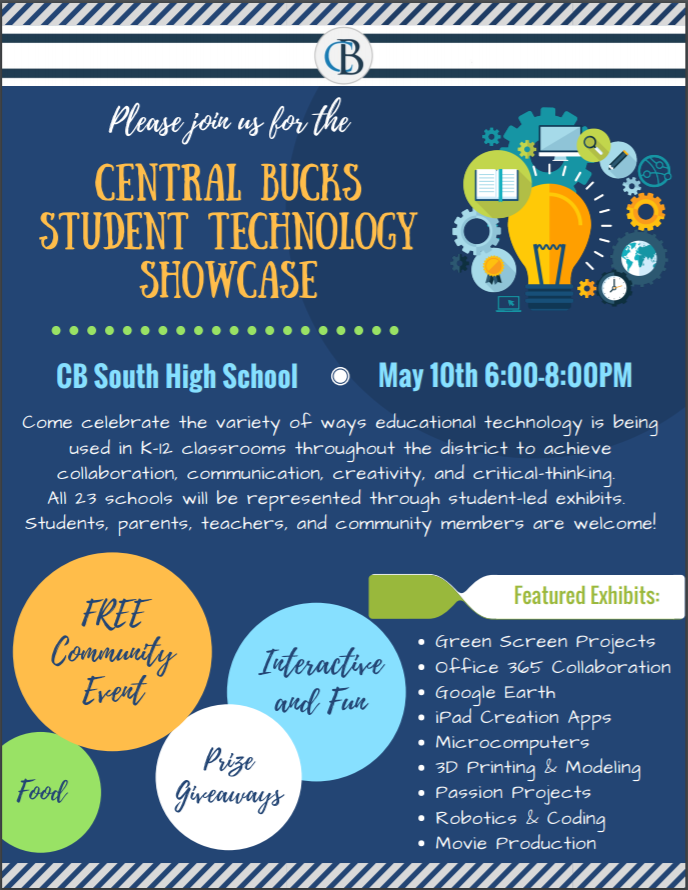 CB
Please join us for the
CENTRAL BUCKS
STUDENT TECHNOLOGY
SHOWCASE
CB South High School
May 10th 6:00-8:00PM
Come celebrate the variety of ways educational technology is being
used in K-12 classrooms throughout the district to achieve
collaboration, communication, creativity, and critical-thinking.
All 23 schools will be represented through student-led exhibits.
Students, parents, teachers, and community members are welcome!
FREE
Community
Event
Interactive
and Fun
Prize
Giveaways
Food
Featured Exhibits:
• Green Screen Projects
• Office 365 Collaboration
• Google Earth
• iPad Creation Apps
• Microcomputers
• 3D Printing & Modeling
• Passion Projects
• Robotics & Coding
• Movie Production